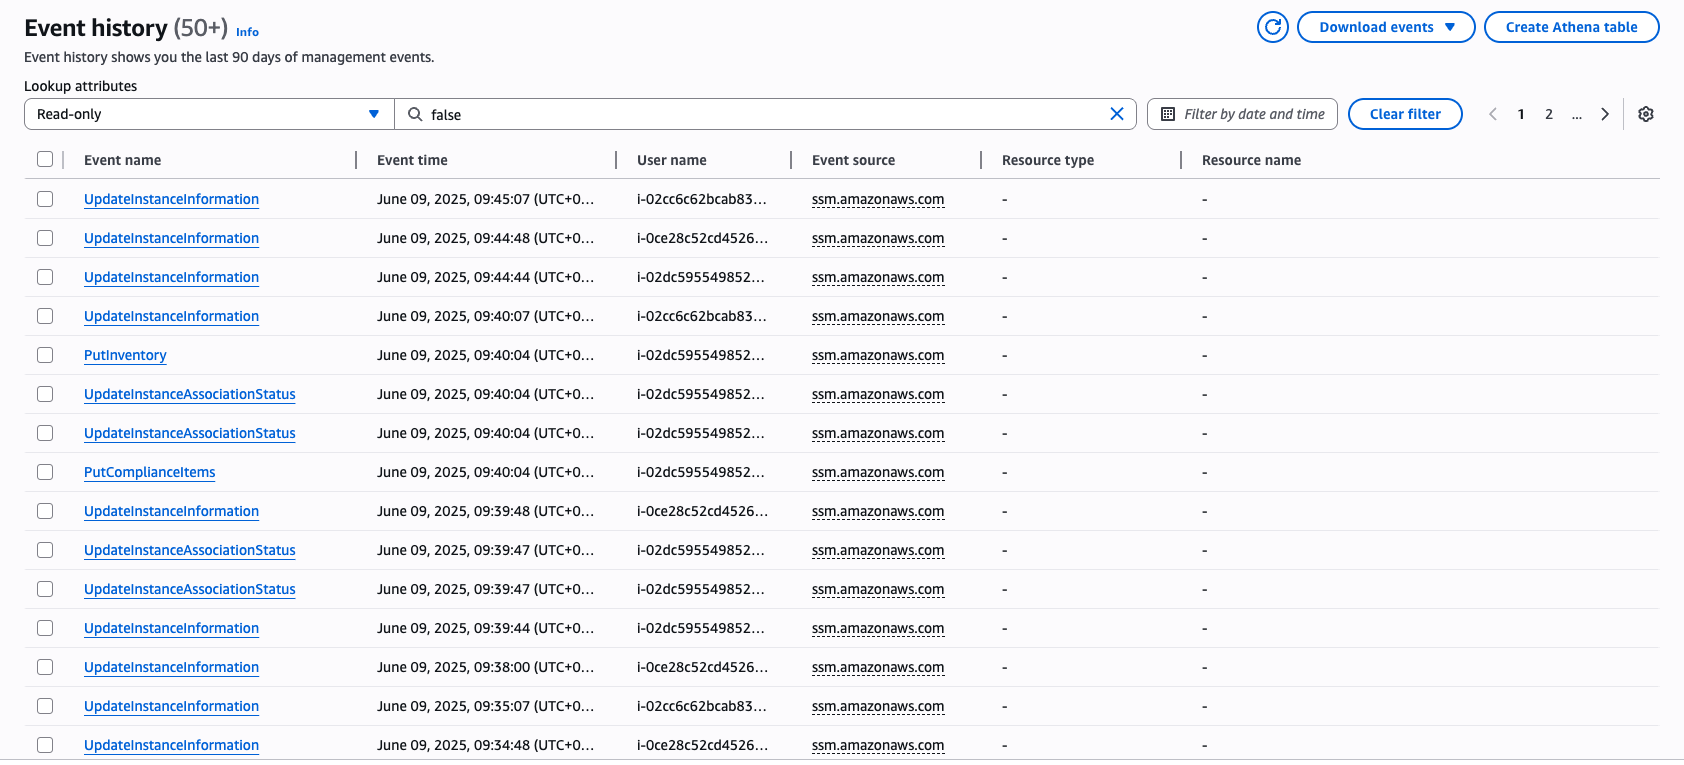 Event history (50+) Info
Download events
Create Athena table
Event history shows you the last 90 days of management events.
Lookup attributes
Read-only
false
Filter by date and time
Clear filter
1 2 ...
Event name Event time User name Event source Resource type Resource name
UpdateInstanceInformation June 09, 2025, 09:45:07 (UTC+0... i-02cc6c62bcab83... ssm.amazonaws.com - -
UpdateInstanceInformation June 09, 2025, 09:44:48 (UTC+0... i-0ce28c52cd4526... ssm.amazonaws.com - -
UpdateInstanceInformation June 09, 2025, 09:44:44 (UTC+0... i-02dc595549852... ssm.amazonaws.com - -
UpdateInstanceInformation June 09, 2025, 09:40:07 (UTC+0... i-02cc6c62bcab83... ssm.amazonaws.com - -
PutInventory June 09, 2025, 09:40:04 (UTC+0... i-02dc595549852... ssm.amazonaws.com - -
UpdateInstanceAssociationStatus June 09, 2025, 09:40:04 (UTC+0... i-02dc595549852... ssm.amazonaws.com - -
UpdateInstanceAssociationStatus June 09, 2025, 09:40:04 (UTC+0... i-02dc595549852... ssm.amazonaws.com - -
PutComplianceItems June 09, 2025, 09:40:04 (UTC+0... i-02dc595549852... ssm.amazonaws.com - -
UpdateInstanceInformation June 09, 2025, 09:39:48 (UTC+0... i-0ce28c52cd4526... ssm.amazonaws.com - -
UpdateInstanceAssociationStatus June 09, 2025, 09:39:47 (UTC+0... i-02dc595549852... ssm.amazonaws.com - -
UpdateInstanceAssociationStatus June 09, 2025, 09:39:47 (UTC+0... i-02dc595549852... ssm.amazonaws.com - -
UpdateInstanceInformation June 09, 2025, 09:39:44 (UTC+0... i-02dc595549852... ssm.amazonaws.com - -
UpdateInstanceInformation June 09, 2025, 09:38:00 (UTC+0... i-0ce28c52cd4526... ssm.amazonaws.com - -
UpdateInstanceInformation June 09, 2025, 09:35:07 (UTC+0... i-02cc6c62bcab83... ssm.amazonaws.com - -
UpdateInstanceInformation June 09, 2025, 09:34:48 (UTC+0... i-0ce28c52cd4526... ssm.amazonaws.com - -